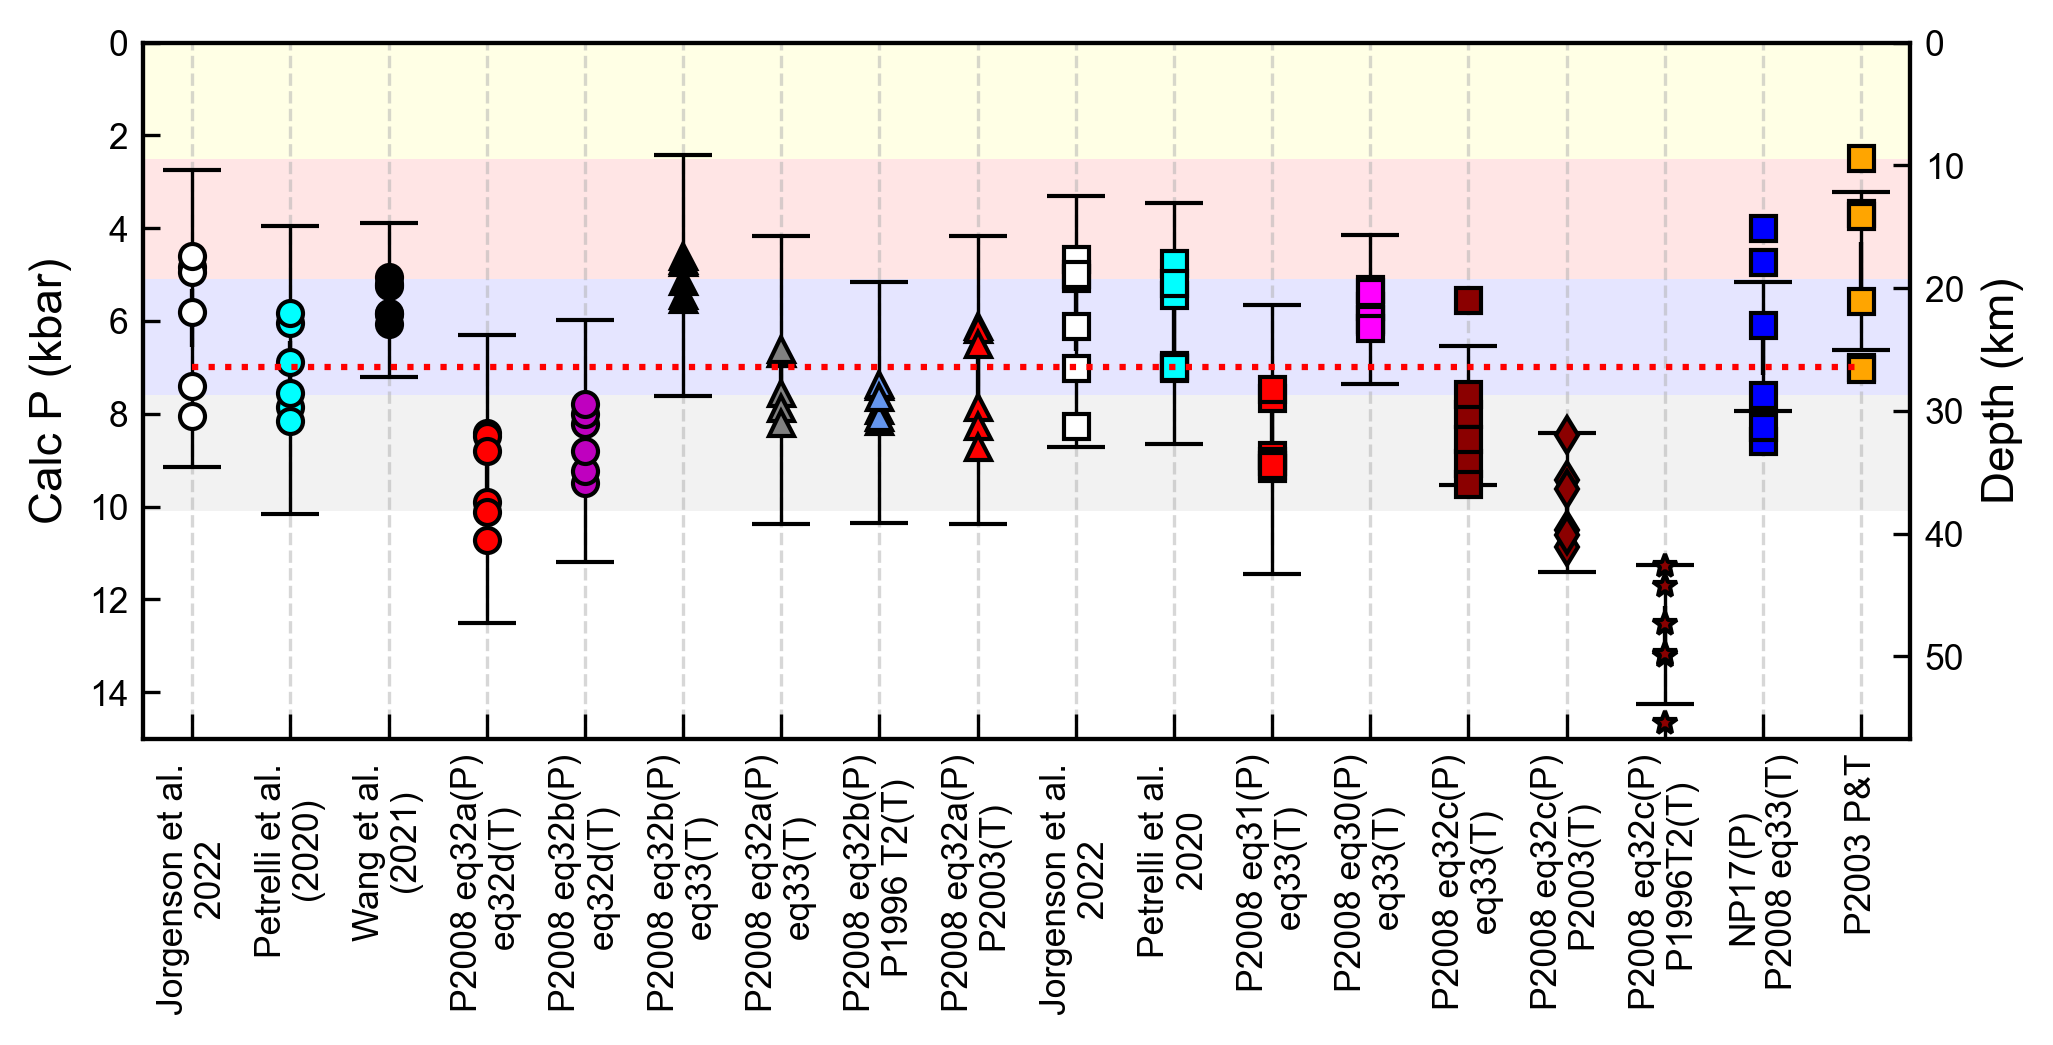 0
2
4
6
8
10
12
14
Calc P (kbar)
0
10
20
30
40
50
Depth (km)
Jorgenson et al.
2022
Petrelli et al.
(2020)
Wang et al.
(2021)
P2008 eq32a(P)
eq32d(T)
P2008 eq32b(P)
eq32d(T)
P2008 eq32b(P)
eq33(T)
P2008 eq32a(P)
eq33(T)
P2008 eq32b(P)
P1996 T2(T)
P2008 eq32a(P)
P2003(T)
Jorgenson et al.
2022
Petrelli et al.
2020
P2008 eq31(P)
eq33(T)
P2008 eq30(P)
eq33(T)
P2008 eq32c(P)
eq33(T)
P2008 eq32c(P)
P2003(T)
P2008 eq32c(P)
P1996T2(T)
NP17(P)
P2008 eq33(T)
P2003 P&T